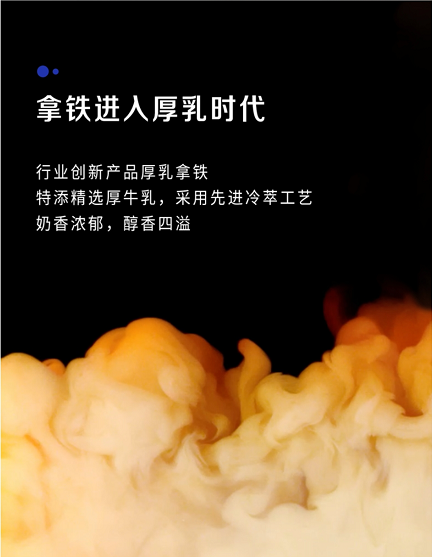 拿铁进入厚乳时代
行业创新产品厚乳拿铁
特添精选厚牛乳，采用先进冷萃工艺
奶香浓郁，醇香四溢